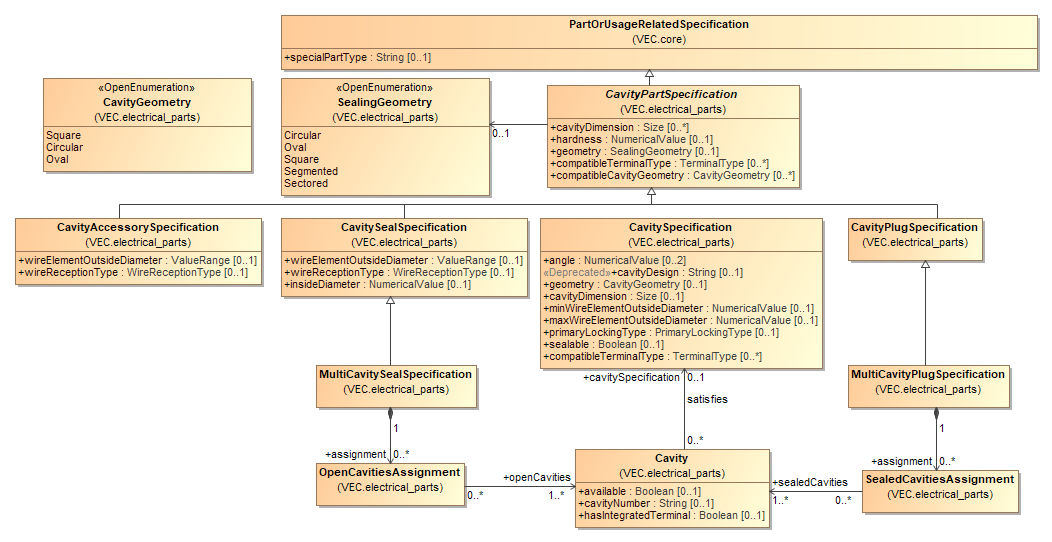 PartOrUsageRelatedSpecification
(VEC.core)
+specialPartType : String [0..1]
«OpenEnumeration»
CavityGeometry
(VEC.electrical_parts)
Square
Circular
Oval
«OpenEnumeration»
SealingGeometry
(VEC.electrical_parts)
Circular
Oval
Square
Segmented
Sectored
0..1
CavityPartSpecification
(VEC.electrical_parts)
+cavityDimension : Size [0..*]
+hardness : NumericalValue [0..1]
+geometry : SealingGeometry [0..1]
+compatibleTerminalType : TerminalType [0..*]
+compatibleCavityGeometry : CavityGeometry [0..*]
CavityAccessorySpecification
(VEC.electrical_parts)
+wireElementOutsideDiameter : ValueRange [0..1]
+wireReceptionType : WireReceptionType [0..1]
CavitySealSpecification
(VEC.electrical_parts)
+wireElementOutsideDiameter : ValueRange [0..1]
+wireReceptionType : WireReceptionType [0..1]
+insideDiameter : NumericalValue [0..1]
CavitySpecification
(VEC.electrical_parts)
+angle : NumericalValue [0..2]
«Deprecated»+cavityDesign : String [0..1]
+geometry : CavityGeometry [0..1]
+cavityDimension : Size [0..1]
+minWireElementOutsideDiameter : NumericalValue [0..1]
+maxWireElementOutsideDiameter : NumericalValue [0..1]
+primaryLockingType : PrimaryLockingType [0..1]
+sealable : Boolean [0..1]
+compatibleTerminalType : TerminalType [0..*]
CavityPlugSpecification
(VEC.electrical_parts)
MultiCavitySealSpecification
(VEC.electrical_parts)
1
+assignment 0..*
OpenCavitiesAssignment
(VEC.electrical_parts)
+openCavities
0..* 1..*
+cavitySpecification 0..1
satisfies
0..*
Cavity
(VEC.electrical_parts)
+available : Boolean [0..1]
+cavityNumber : String [0..1]
+hasIntegratedTerminal : Boolean [0..1]
MultiCavityPlugSpecification
(VEC.electrical_parts)
1
+assignment 0..*
+sealedCavities
1..* 0..*
SealedCavitiesAssignment
(VEC.electrical_parts)